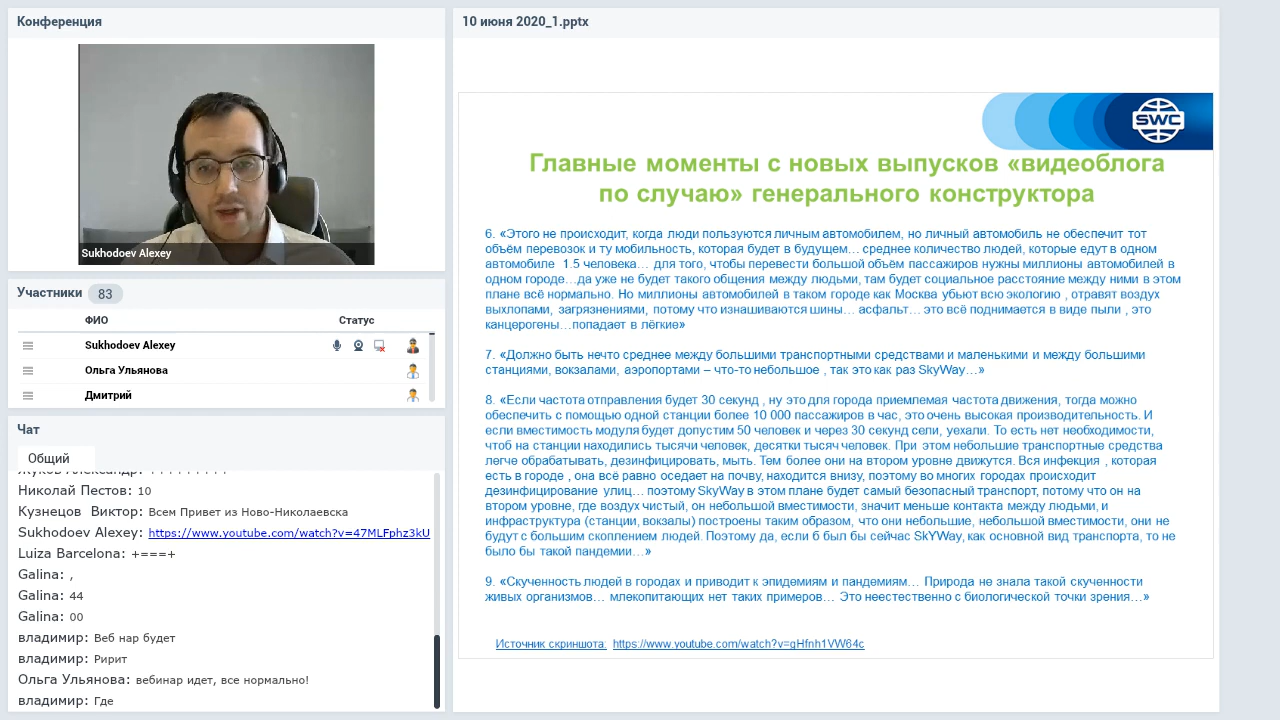 Конференция
Sukhodoev Alexey
Участники 83
ФИО Статус
Sukhodoev Alexey
Ольга Ульянова
Дмитрий
Чат
Общий
Николай Пестов: 10
Кузнецов Виктор: Всем Привет из Ново-Николаевска
Sukhodoev Alexey: https://www.youtube.com/watch?v=47MLFphz3kU
Luiza Barcelona: +===+
Galina: ,
Galina: 44
Galina: 00
владимир: Веб нар будет
владимир: Ририт
Ольга Ульянова: вебинар идет, все нормально!
владимир: Где
10 июня 2020_1.pptx
SWC
Главные моменты с новых выпусков «видеоблога
по случаю» генерального конструктора
6. «Этого не происходит, когда люди пользуются личным автомобилем, но личный автомобиль не обеспечит тот
объём перевозок и ту мобильность, которая будет в будущем… среднее количество людей, которые едут в одном
автомобиле 1.5 человека… для того, чтобы перевести большой объём пассажиров нужны миллионы автомобилей в
одном городе…да уже не будет такого общения между людьми, там будет социальное расстояние между ними в этом
плане всё нормально. Но миллионы автомобилей в таком городе как Москва убьют всю экологию , отравят воздух
выхлопами, загрязнениями, потому что изнашиваются шины… асфальт… это всё поднимается в виде пыли , это
канцерогены…попадает в лёгкие»
7. «Должно быть нечто среднее между большими транспортными средствами и маленькими и между большими
станциями, вокзалами, аэропортами – что-то небольшое , так это как раз SkyWay…»
8. «Если частота отправления будет 30 секунд , ну это для города приемлемая частота движения, тогда можно
обеспечить с помощью одной станции более 10 000 пассажиров в час, это очень высокая производительность. И
если вместимость модуля будет допустим 50 человек и через 30 секунд сели, уехали. То есть нет необходимости,
чтоб на станции находились тысячи человек, десятки тысяч человек. При этом небольшие транспортные средства
легче обрабатывать, дезинфицировать, мыть. Тем более они на втором уровне движутся. Вся инфекция , которая
есть в городе , она всё равно оседает на почву, находится внизу, поэтому во многих городах происходит
дезинфицирование улиц… поэтому SkyWay в этом плане будет самый безопасный транспорт, потому что он на
втором уровне, где воздух чистый, он небольшой вместимости, значит меньше контакта между людьми, и
инфраструктура (станции, вокзалы) построены таким образом, что они небольшие, небольшой вместимости, они не
будут с большим скоплением людей. Поэтому да, если б был бы сейчас SkYWay, как основной вид транспорта, то не
было бы такой пандемии…»
9. «Скученность людей в городах и приводит к эпидемиям и пандемиям… Природа не знала такой скученности
живых организмов… млекопитающих нет таких примеров… Это неестественно с биологической точки зрения…»
Источник скриншота: https://www.youtube.com/watch?v=gHfnh1VW64c